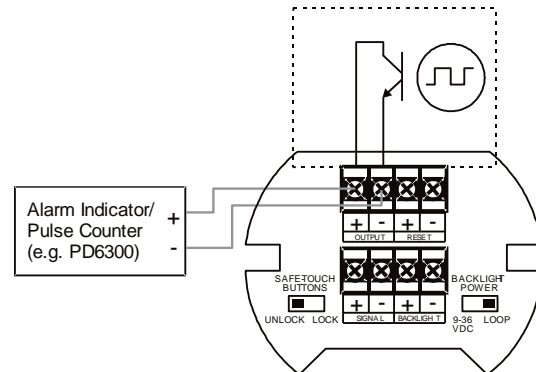 Alarm Indicator/
Pulse Counter
(e.g. PD6300)
+
-
+ - + -
OUTPUT RESET
SAFE-TOUCH
BUTTONS
UNLOCK LOCK
+ - + -
SIGNAL BACKLIGHT
BACKLIGHT
POWER
9-36
VDC
LOOP